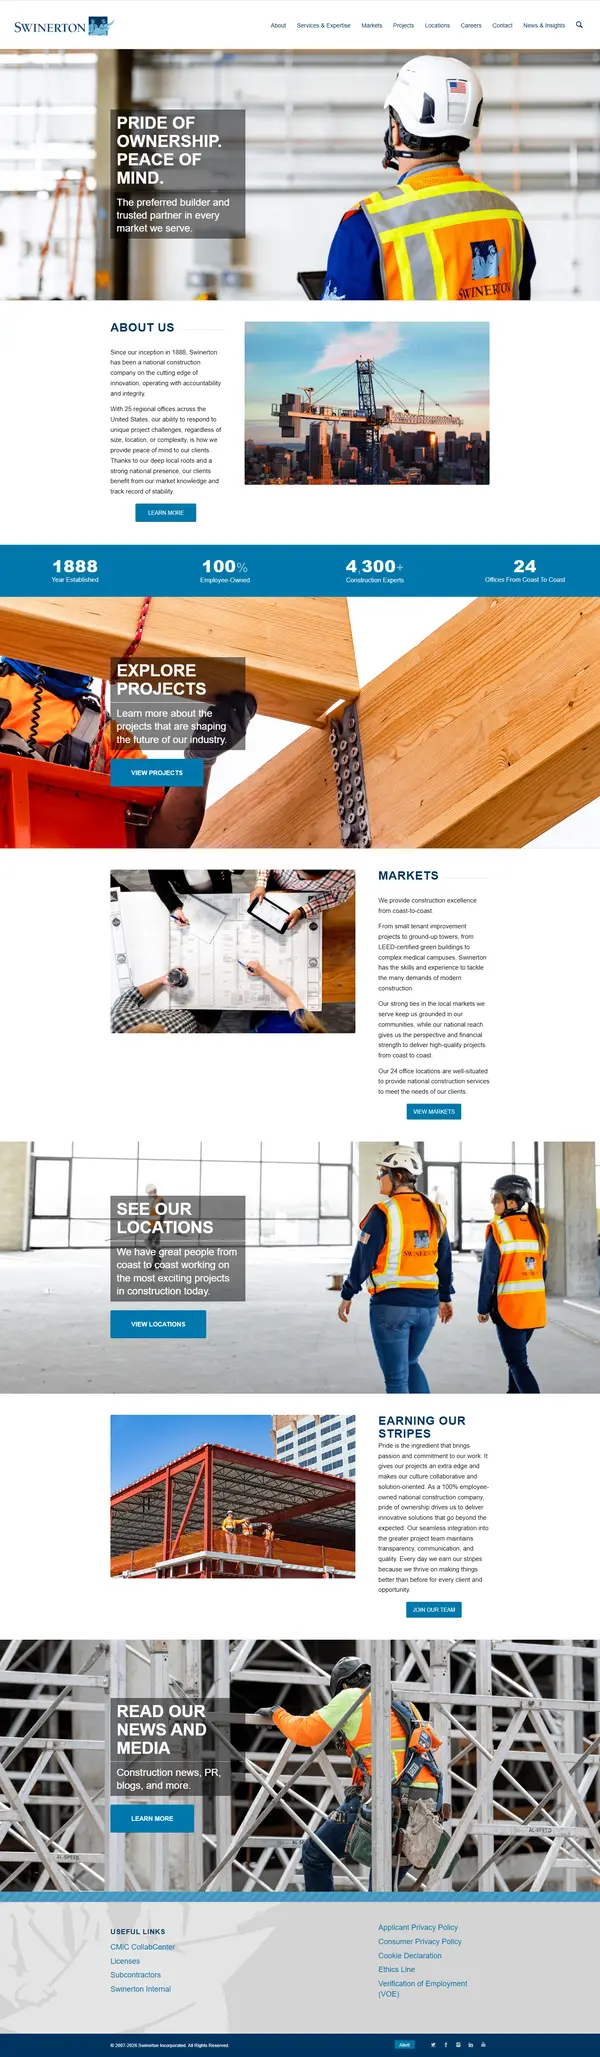 SWINERTON
About Services & Expertise Markets Projects Locations Careers Contact News & Insights
PRIDE OF
OWNERSHIP.
PEACE OF
MIND.
The preferred builder and
trusted partner in every
market we serve.
SWINERTON
ABOUT US
Since our inception in 1888, Swinerton
has been a national construction
company on the cutting edge of
innovation, operating with accountability
and integrity.
With 25 regional offices across the
United States, our ability to respond to
unique project challenges, regardless of
size, location, or complexity, is how we
provide peace of mind to our clients.
Thanks to our deep local roots and a
strong national presence, our clients
benefit from our market knowledge and
track record of stability.
LEARN MORE
1888
Year Established
100%
Employee-Owned
4,300+
Construction Experts
24
Offices From Coast To Coast
EXPLORE
PROJECTS
Learn more about the
projects that are shaping
the future of our industry.
VIEW PROJECTS
MARKETS
We provide construction excellence
from coast-to-coast.
From small tenant improvement
projects to ground-up towers, from
LEED-certified green buildings to
complex medical campuses, Swinerton
has the skills and experience to tackle
the many demands of modern
construction.
Our strong ties in the local markets we
serve keep us grounded in our
communities, while our national reach
gives us the perspective and financial
strength to deliver high-quality projects
from coast to coast.
Our 24 office locations are well-situated
to provide national construction services
to meet the needs of our clients.
VIEW MARKETS
SEE OUR
LOCATIONS
We have great people from
coast to coast working on
the most exciting projects
in construction today.
VIEW LOCATIONS
SWINERTON
EARNING OUR
STRIPES
Pride is the ingredient that brings
passion and commitment to our work. It
gives our projects an extra edge and
makes our culture collaborative and
solution-oriented. As a 100% employee-
owned national construction company,
pride of ownership drives us to deliver
innovative solutions that go beyond the
expected. Our seamless integration into
the greater project team maintains
transparency, communication, and
quality. Every day we earn our stripes
because we thrive on making things
better than before for every client and
opportunity.
JOIN OUR TEAM
READ OUR
NEWS AND
MEDIA
Construction news, PR,
blogs, and more.
LEARN MORE
AL-SPEED
AL-SPEED
USEFUL LINKS
CMiC CollabCenter
Licenses
Subcontractors
Swinerton Internal
Applicant Privacy Policy
Consumer Privacy Policy
Cookie Declaration
Ethics Line
Verification of Employment
(VOE)
© 2007-2026 Swinerton Incorporated. All Rights Reserved.
Alert!